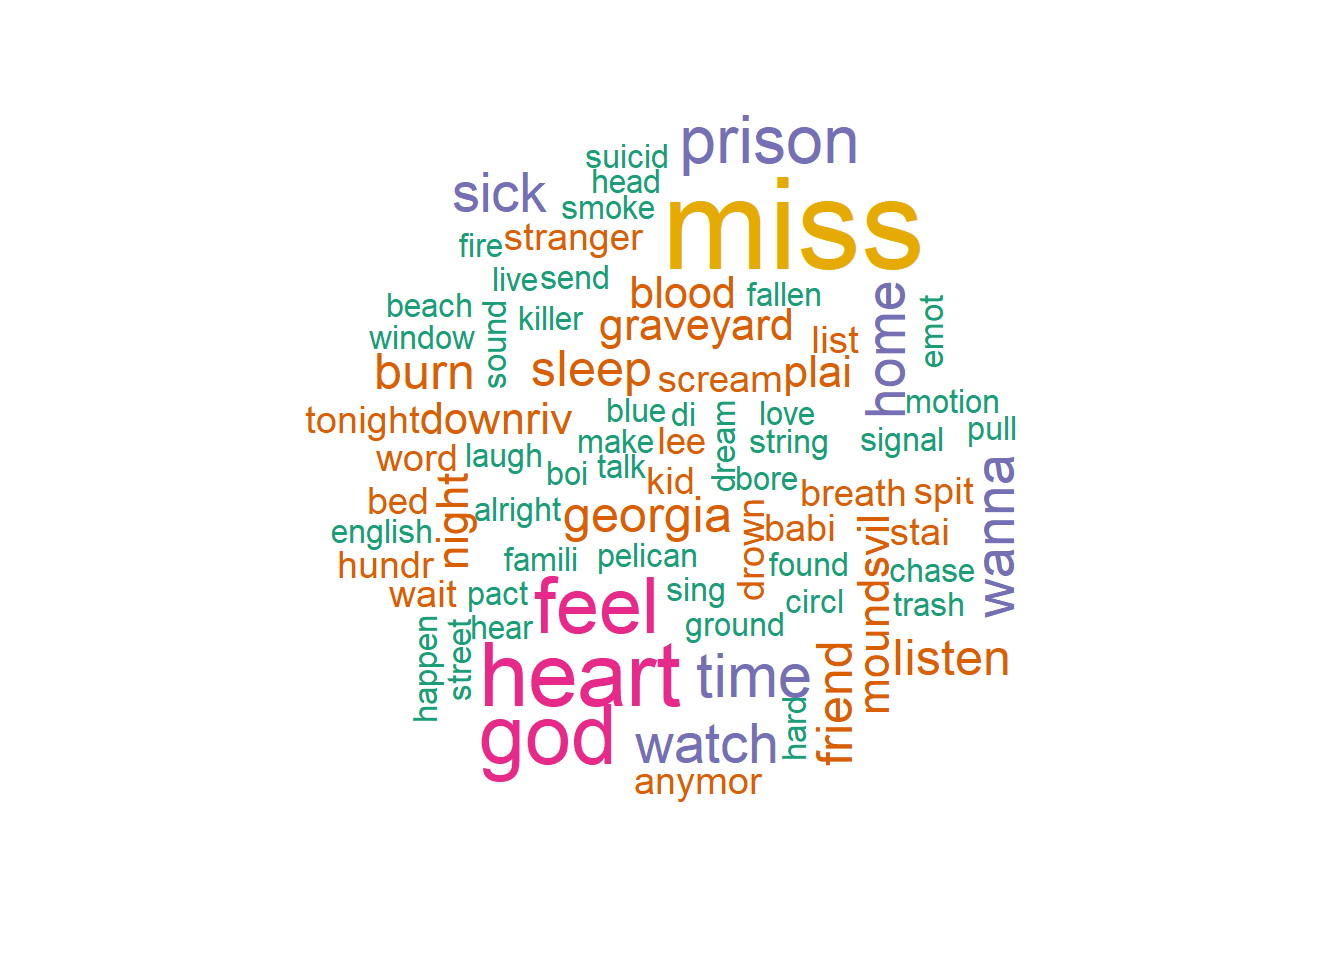 prison
suicid
head
sick
smoke
miss
fire
stranger
live
send
blood
fallen
beach
sound
killer
graveyard
list
home
emot
window
burn
sleep
scream
plai
motion
tonight
downriv
blue
di
love
pull
make
lee
dream
string
signal
word
laugh
boi
talk
kid
bore
breath
spit
wanna
bed
night
alright
georgia
drown
babi
moundsvil
stai
english.
hundr
famili
pelican
found
chase
wait
pact
feel
sing
circl
trash
happen
street
hear
ground
heart
time
friend
listen
god
watch
hard
anymor